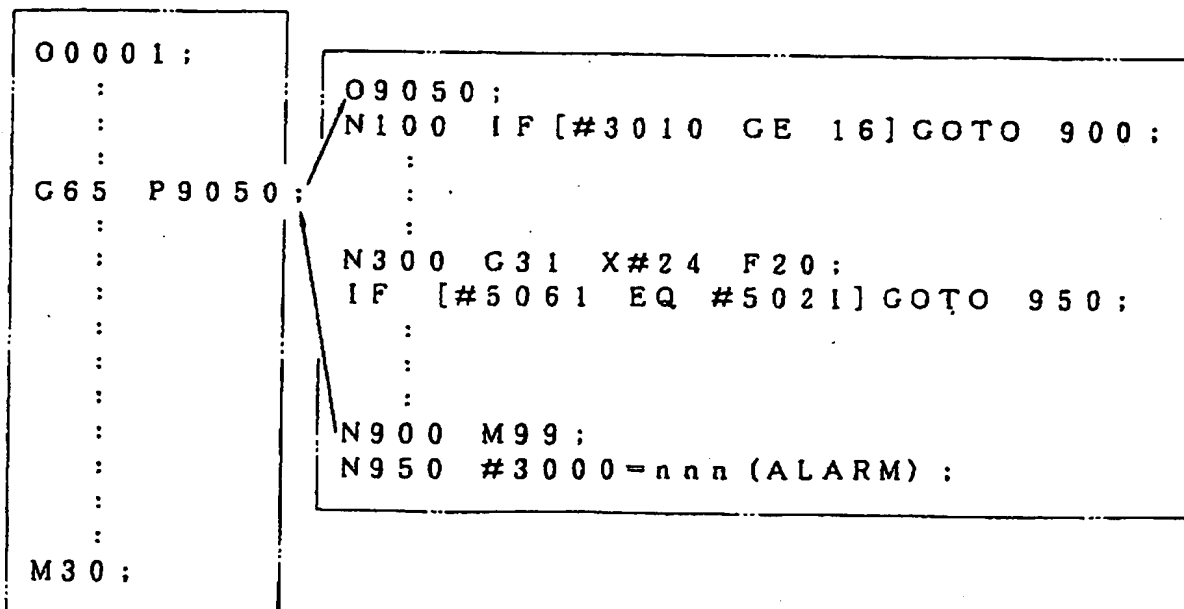 O0001;
:
:
:
G65 P9050;
:
:
:
:
:
:
:
:
:
:
M30;
O9050;
N100 IF[#3010 GE 16]GOTO 900;
:
:
:
N300 G31 X#24 F20;
IF [#5061 EQ #5021]GOTO 950;
:
:
:
N900 M99;
N950 #3000=nnn(ALARM);